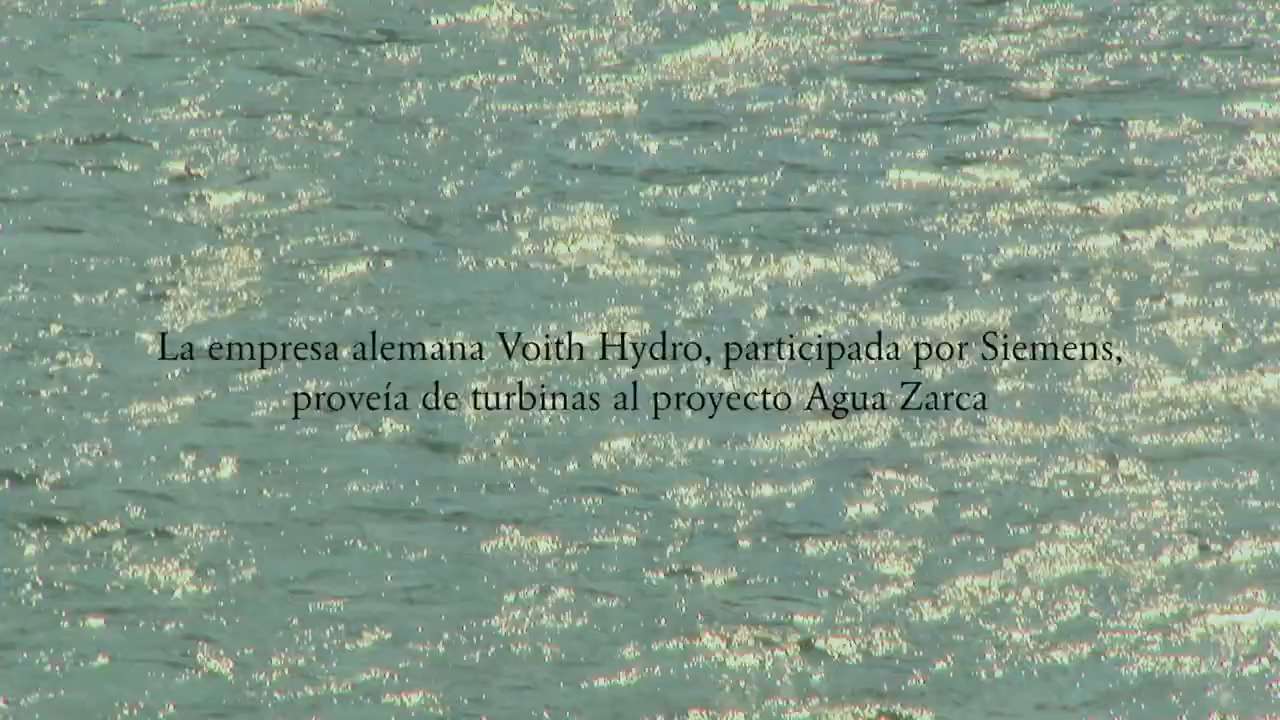 La empresa alemana Voith Hydro, participada por Siemens,
proveía de turbinas al proyecto Agua Zarca